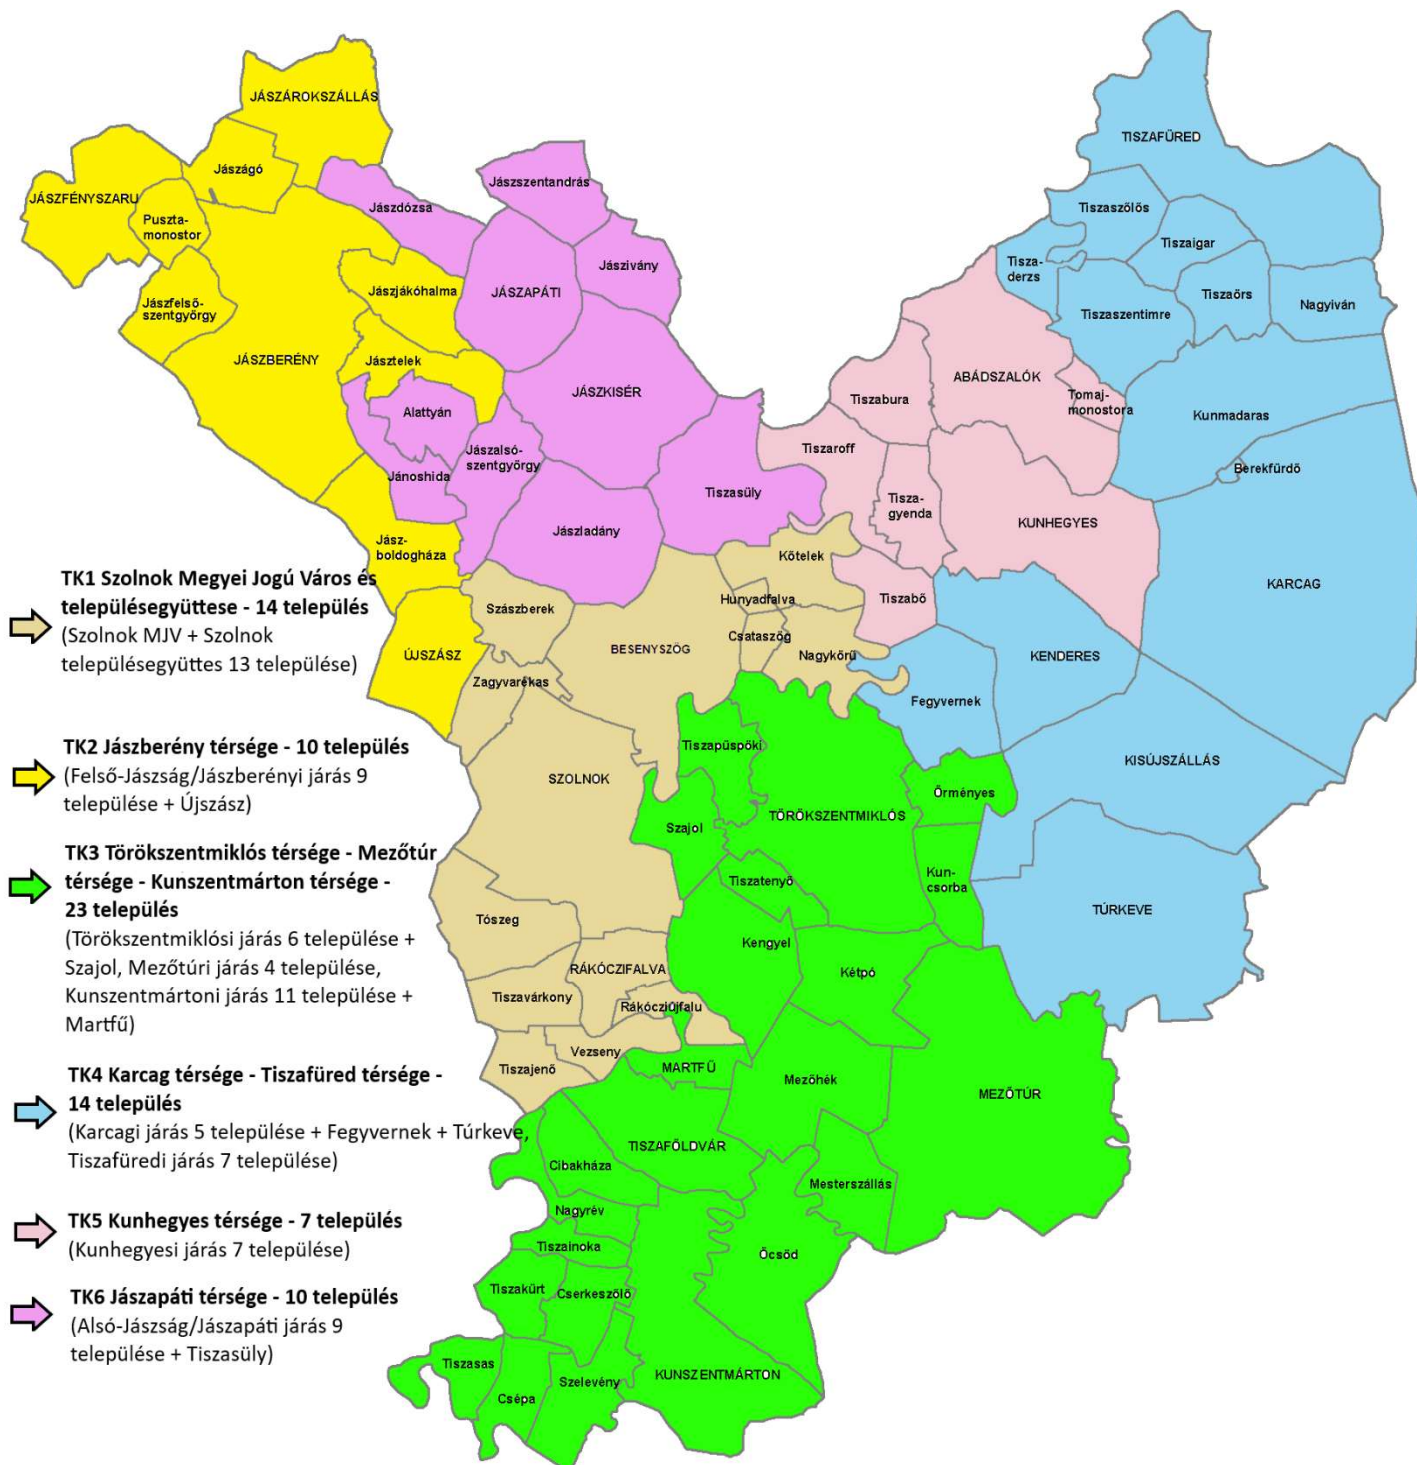 JÁSZÁROKSZÁLLÁS
Jászágó
JÁSZFÉNYSZARU
Puszta-
monostor
Jászfelső-
szentgyörgy
JÁSZBERÉNY
Jászjákóhalma
Jásztelek
Jász-
boldogháza
ÚJSZÁSZ
Jászdózsa
Jászszentandrás
JÁSZAPÁTI
Jászivány
JÁSZKISÉR
Alattyán
Jánoshida
Jászalsó-
szentgyörgy
Jászladány
Tiszasüly
TISZAFÜRED
Tiszaszőlős
Tiszaigar
Tisza-
derzs
Tiszaszentimre
Tiszaörs
Nagyiván
Kunmadaras
Berekfürdő
KARCAG
KENDERES
Fegyvernek
KISÚJSZÁLLÁS
TÚRKEVE
ABÁDSZALÓK
Tiszabura
Tomaj-
monostora
Tiszaroff
Tisza-
gyenda
KUNHEGYES
Tiszabő
Kőtelek
Hunyadfalva
Csataszög
Nagykörű
BESENYSZÖG
Szászberek
Zagyvarékas
SZOLNOK
Tószeg
RÁKÓCZIFALVA
Tiszavárkony
Rákócziújfalu
Vezseny
Tiszajenő
Tiszapüspöki
Szajol
TÖRÖKSZENTMIKLÓS
Örményes
Kun-
csorba
Tiszatenyő
Kengyel
Kétpó
MARTFŰ
Mezőhék
MEZŐTÚR
TISZAFÖLDVÁR
Cibakháza
Mesterszállás
Nagyrév
Tiszainoka
Öcsöd
Tiszakürt
Cserkeszőlő
Tiszasas
Csépa
Szelevény
KUNSZENTMÁRTON
TK1 Szolnok Megyei Jogú Város és
településegyüttese - 14 település
(Szolnok MJV + Szolnok
településegyüttes 13 települése)
TK2 Jászberény térsége - 10 település
(Felső-Jászság/Jászberényi járás 9
települése + Újszász)
TK3 Törökszentmiklós térsége - Mezőtúr
térsége - Kunszentmárton térsége -
23 település
(Törökszentmiklósi járás 6 települése +
Szajol, Mezőtúri járás 4 települése,
Kunszentmártoni járás 11 települése +
Martfű)
TK4 Karcag térsége - Tiszafüred térsége -
14 település
(Karcagi járás 5 települése + Fegyvernek + Túrkeve,
Tiszafüredi járás 7 települése)
TK5 Kunhegyes térsége - 7 település
(Kunhegyesi járás 7 települése)
TK6 Jászapáti térsége - 10 település
(Alsó-Jászság/Jászapáti járás 9
települése + Tiszasüly)